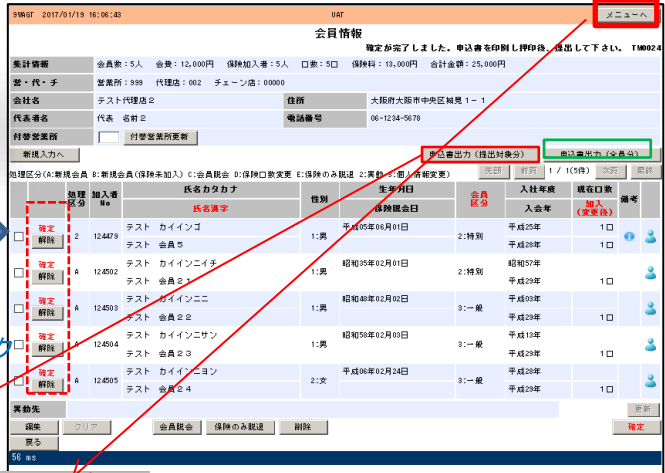 9VA6T 2017/01/19 16:06:43 UAT メニューへ
会員情報
確定が完了しました。申込書を印刷し押印後、提出して下さい。 TM0024
集計情報 会員数：5人 会費：12,000円 保険加入者：5人 口数：5口 保険料：13,000円 合計金額：25,000円
営・代・チ 営業所：999 代理店：002 チェーン店：00000
会社名 テスト代理店２ 住所 大阪府大阪市中央区城見１－１
代表者名 代表 名前２ 電話番号 06-1234-5678
付替営業所 付替営業所更新
新規入力へ 申込書出力（提出対象分） 申込書出力（全員分）
処理区分(A:新規会員 B:新規会員(保険未加入) C:会員脱会 D:保険口数変更 E:保険のみ脱退 2:異動 3:個人情報変更) 先頭 前頁 1 / 1(5件) 次頁 最終
処理区分 加入者No 氏名カタカナ 性別 生年月日 会員区分 入社年度 現在口数 備考
氏名漢字 保険脱会日 入会年 加入(変更後)
確定 解除 2 124479 テスト カイインゴ 1:男 平成05年06月01日 2:特別 平成25年 1口
テスト 会員５ 平成28年 1口
確定 解除 A 124502 テスト カイインニイチ 1:男 昭和35年02月01日 2:特別 昭和57年
テスト 会員２１ 平成29年 1口
確定 解除 A 124503 テスト カイインニニ 1:男 昭和48年02月02日 3:一般 平成03年
テスト 会員２２ 平成29年 1口
確定 解除 A 124504 テスト カイインニサン 1:男 昭和58年02月03日 3:一般 平成13年
テスト 会員２３ 平成29年 1口
確定 解除 A 124505 テスト カイインニヨン 2:女 平成06年02月24日 3:一般 平成28年
テスト 会員２４ 平成29年 1口
ク
異動先 更新
編集 クリア 会員脱会 保険のみ脱退 削除 確定
戻る
56 ms